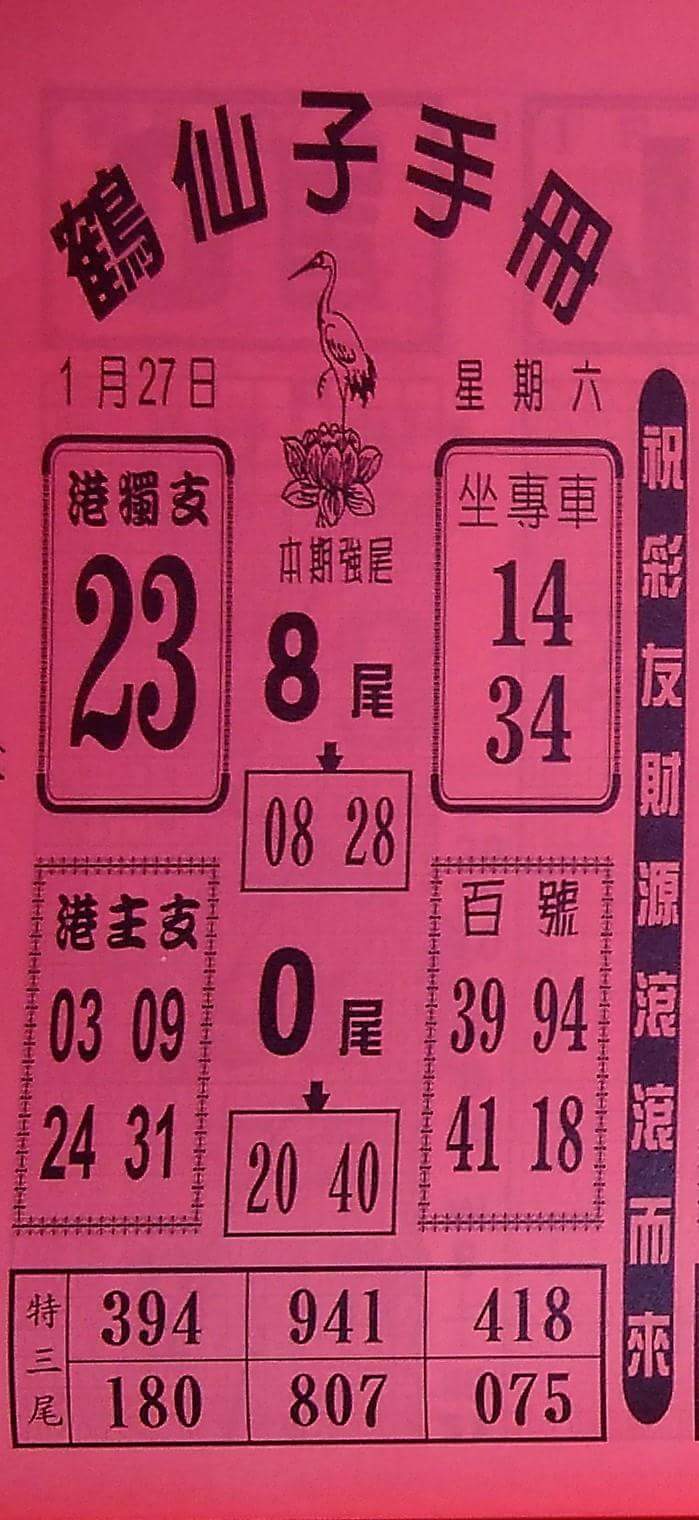 鶴仙子手冊
1月27日
星期六
港獨支
23
本期強尾
8尾
08 28
坐專車
14
34
港主支
03 09
24 31
0尾
20 40
百號
39 94
41 18
特三尾
394 941 418
180 807 075
祝彩友財源滾滾而來